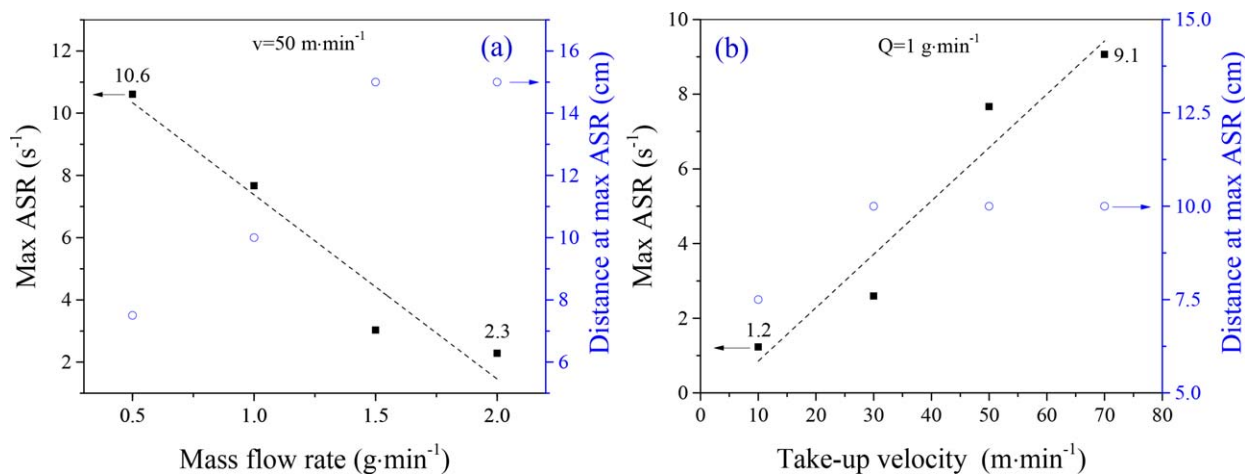 v=50 m·min⁻¹
(a)
10.6
2.3
12
10
8
6
4
2
Max ASR (s⁻¹)
16
14
12
10
8
6
Distance at max ASR (cm)
0.5 1.0 1.5 2.0
Mass flow rate (g·min⁻¹)
(b)
Q=1 g·min⁻¹
9.1
1.2
10
8
6
4
2
0
Max ASR (s⁻¹)
15.0
12.5
10.0
7.5
5.0
Distance at max ASR (cm)
0 10 20 30 40 50 60 70 80
Take-up velocity (m·min⁻¹)